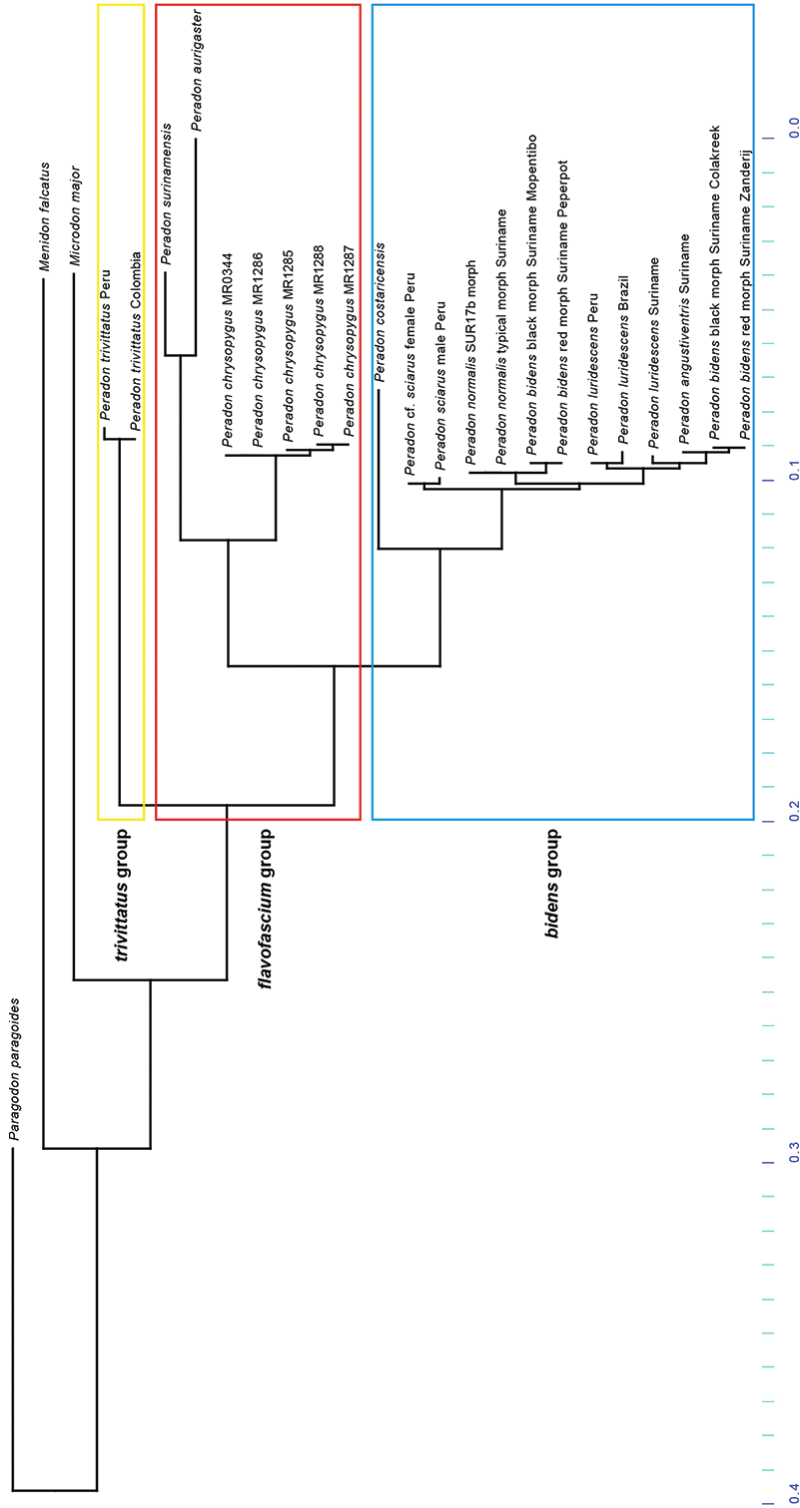 Paragodon paragoides
Menidon falcatus
Microdon major
Peradon trivittatus Peru
Peradon trivittatus Colombia
trivittatus group
Peradon surinamensis
Peradon aurigaster
Peradon chrysopygus MR0344
Peradon chrysopygus MR1286
Peradon chrysopygus MR1285
Peradon chrysopygus MR1288
Peradon chrysopygus MR1287
flavofascium group
Peradon costaricensis
Peradon cf. sciarus female Peru
Peradon sciarus male Peru
Peradon normalis SUR17b morph
Peradon normalis typical morph Suriname
Peradon bidens black morph Suriname Mopentibo
Peradon bidens red morph Suriname Peperpot
Peradon luridescens Peru
Peradon luridescens Brazil
Peradon luridescens Suriname
Peradon angustiventris Suriname
Peradon bidens black morph Suriname Colakreek
Peradon bidens red morph Suriname Zanderij
bidens group
0.4
0.3
0.2
0.1
0.0